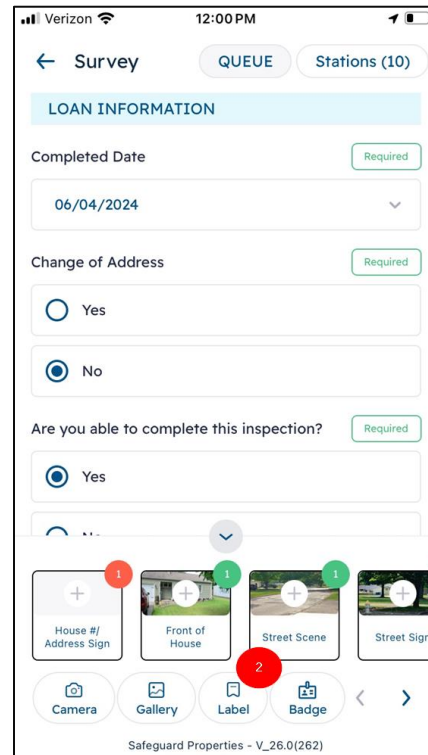 Verizon 12:00 PM
Survey QUEUE Stations (10)
LOAN INFORMATION
Completed Date Required
06/04/2024
Change of Address Required
Yes
No
Are you able to complete this inspection? Required
Yes
1 1 1
House #/ Address Sign
Front of House
Street Scene
Street Sign
2
Camera Gallery Label Badge
Safeguard Properties - V_26.0(262)